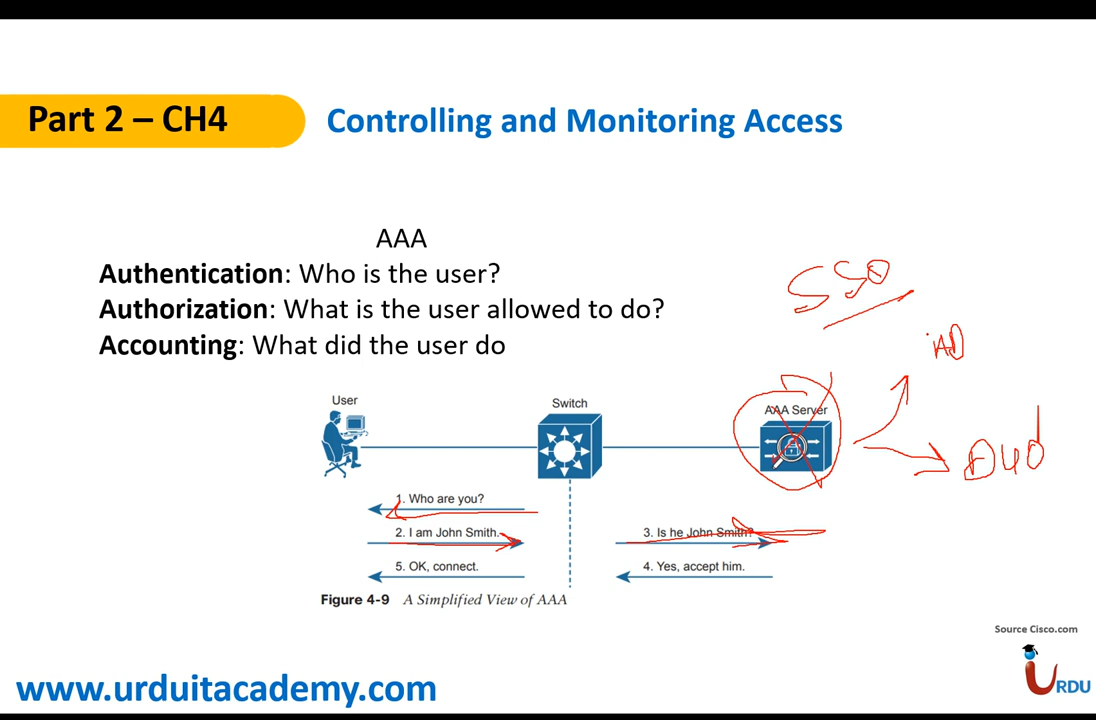 Part 2 – CH4
Controlling and Monitoring Access
AAA
Authentication: Who is the user?
Authorization: What is the user allowed to do?
Accounting: What did the user do
SSO
AD
User
Switch
AAA Server
DUO
1. Who are you?
2. I am John Smith.
3. Is he John Smith?
5. OK, connect.
4. Yes, accept him.
Figure 4-9 A Simplified View of AAA
Source Cisco.com
URDU
www.urduitacademy.com